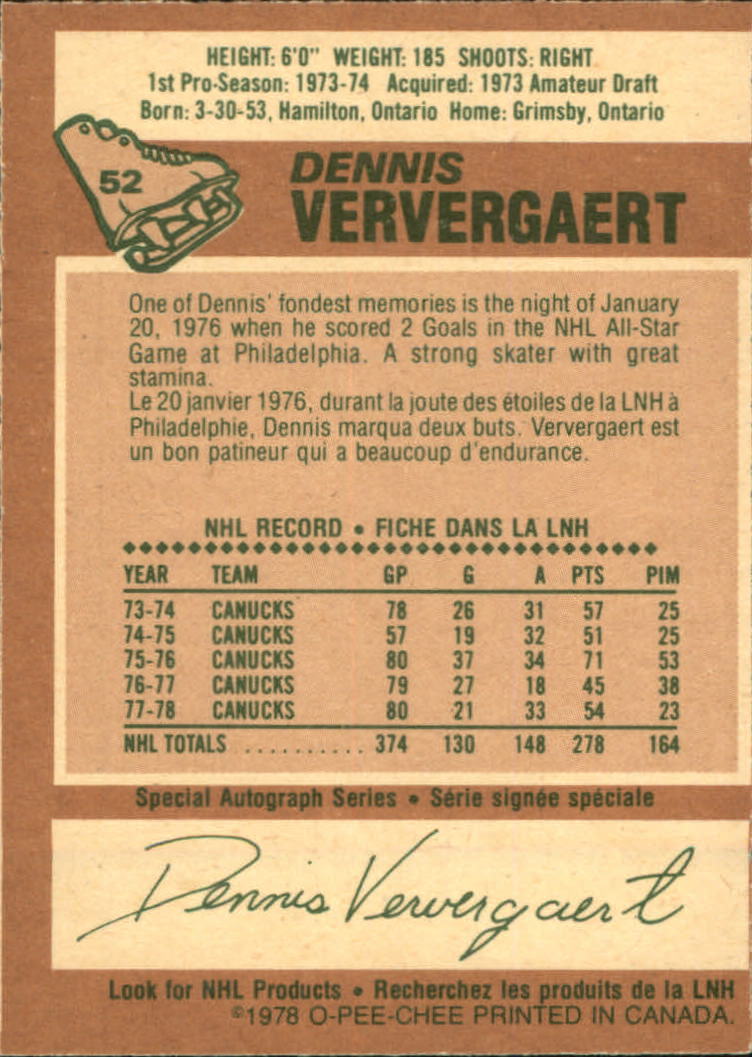 HEIGHT: 6'0" WEIGHT: 185 SHOOTS: RIGHT
1st Pro-Season: 1973-74 Acquired: 1973 Amateur Draft
Born: 3-30-53, Hamilton, Ontario Home: Grimsby, Ontario
52
DENNIS
VERVERGAERT
One of Dennis' fondest memories is the night of January
20, 1976 when he scored 2 Goals in the NHL All-Star
Game at Philadelphia. A strong skater with great
stamina.
Le 20 janvier 1976, durant la joute des étoiles de la LNH à
Philadelphie, Dennis marqua deux buts. Ververgaert est
un bon patineur qui a beaucoup d'endurance.
NHL RECORD • FICHE DANS LA LNH
YEAR TEAM GP G A PTS PIM
73-74 CANUCKS 78 26 31 57 25
74-75 CANUCKS 57 19 32 51 25
75-76 CANUCKS 80 37 34 71 53
76-77 CANUCKS 79 27 18 45 38
77-78 CANUCKS 80 21 33 54 23
NHL TOTALS .......... 374 130 148 278 164
Special Autograph Series • Série signée spéciale
Dennis Ververgaert
Look for NHL Products • Recherchez les produits de la LNH
©1978 O-PEE-CHEE PRINTED IN CANADA.